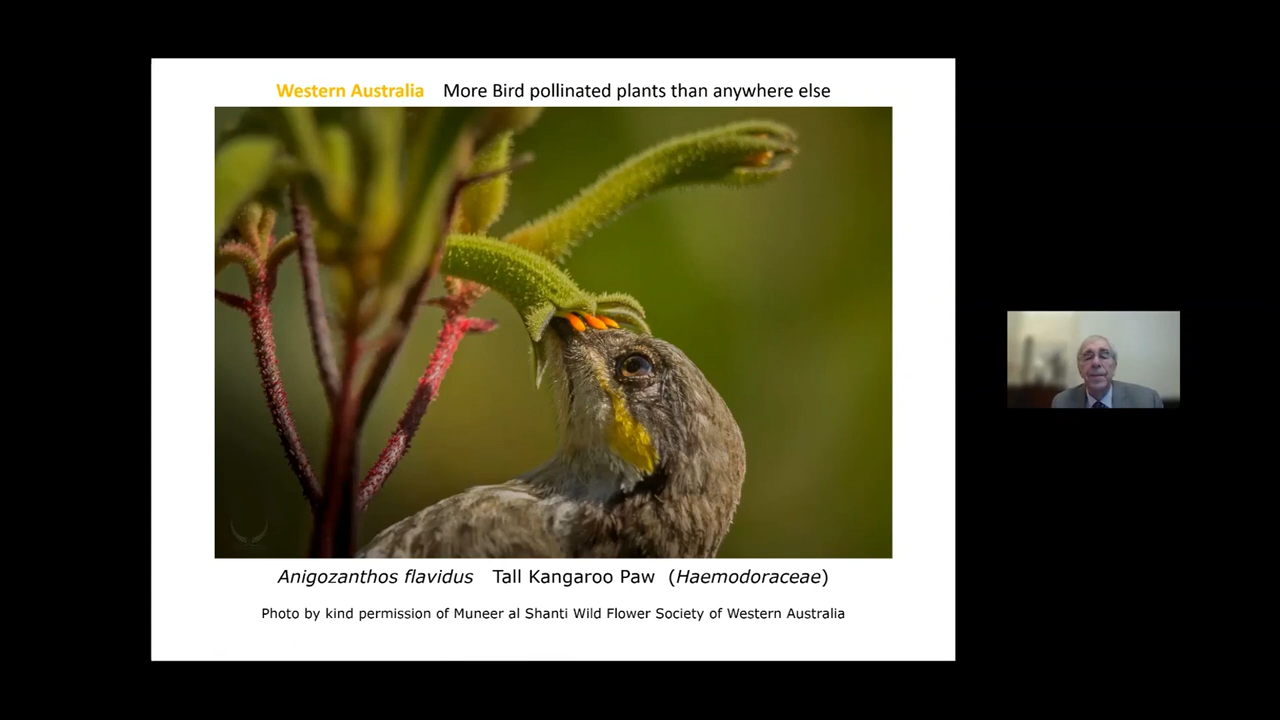 Western Australia More Bird pollinated plants than anywhere else
Anigozanthos flavidus Tall Kangaroo Paw (Haemodoraceae)
Photo by kind permission of Muneer al Shanti Wild Flower Society of Western Australia